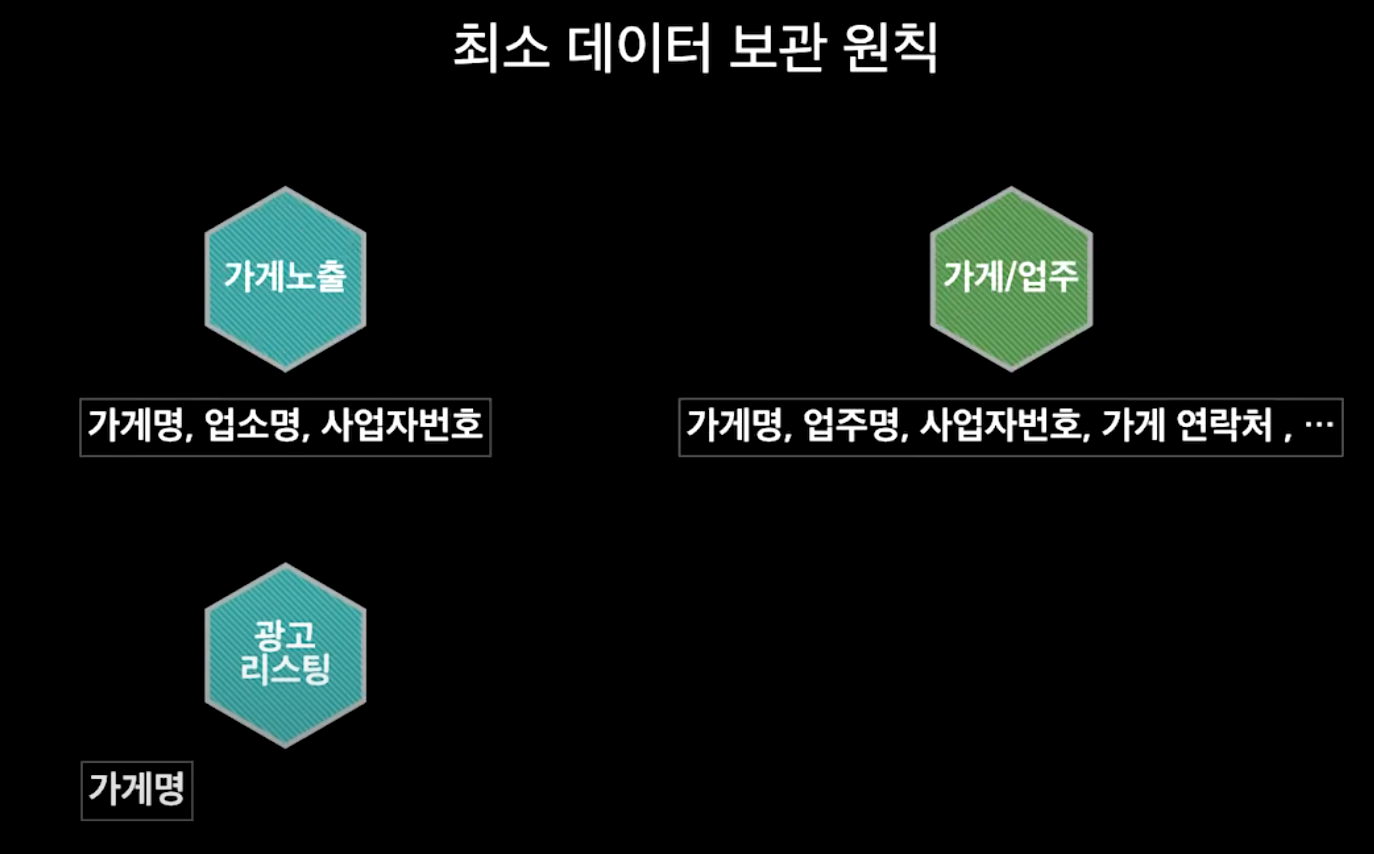 최소 데이터 보관 원칙
가게노출
가게/업주
가게명, 업소명, 사업자번호
가게명, 업주명, 사업자번호, 가게 연락처 , ⋯
광고
리스팅
가게명